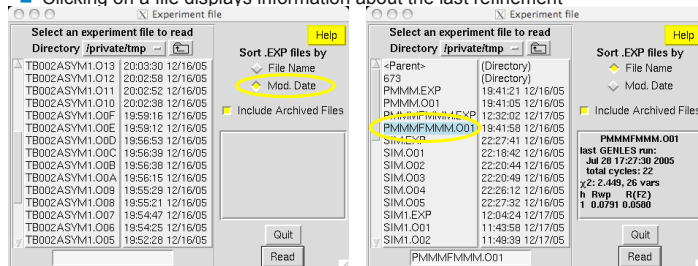 Clicking on a file displays information about the last refinement
X Experiment file
Select an experiment file to read
Help
Directory /private/tmp
Sort .EXP files by
File Name
Mod. Date
Include Archived Files
TB002ASYM1.O13 20:03:30 12/16/05
TB002ASYM1.O12 20:02:58 12/16/05
TB002ASYM1.O11 20:02:52 12/16/05
TB002ASYM1.O10 20:02:38 12/16/05
TB002ASYM1.O0F 19:59:16 12/16/05
TB002ASYM1.O0E 19:59:12 12/16/05
TB002ASYM1.O0D 19:56:53 12/16/05
TB002ASYM1.O0C 19:56:39 12/16/05
TB002ASYM1.O0B 19:56:38 12/16/05
TB002ASYM1.O0A 19:56:15 12/16/05
TB002ASYM1.O09 19:55:29 12/16/05
TB002ASYM1.O08 19:55:21 12/16/05
TB002ASYM1.O07 19:54:47 12/16/05
TB002ASYM1.O06 19:54:25 12/16/05
TB002ASYM1.O05 19:52:28 12/16/05
Quit
Read
X Experiment file
Select an experiment file to read
Help
Directory /private/tmp
Sort .EXP files by
File Name
Mod. Date
Include Archived Files
<Parent> (Directory)
673 (Directory)
PMMM.EXP 19:41:21 12/16/05
PMMM.O01 19:41:05 12/16/05
PMMMFMMM.EXP 12:32:02 12/17/05
PMMMFMMM.O01 19:41:58 12/16/05
SIM.EXP 22:27:41 12/16/05
SIM.O01 22:18:42 12/16/05
SIM.O02 22:20:44 12/16/05
SIM.O03 22:20:49 12/16/05
SIM.O04 22:26:12 12/16/05
SIM.O05 22:27:32 12/16/05
SIM1.EXP 12:04:24 12/17/05
SIM1.O01 11:43:58 12/17/05
SIM1.O02 11:49:39 12/17/05
PMMMFMMM.O01
last GENLES run:
Jul 28 17:27:30 2005
total cycles: 22
χ2: 2.449, 26 vars
h Rwp R(F2)
1 0.0791 0.0580
Quit
PMMMFMMM.O01
Read